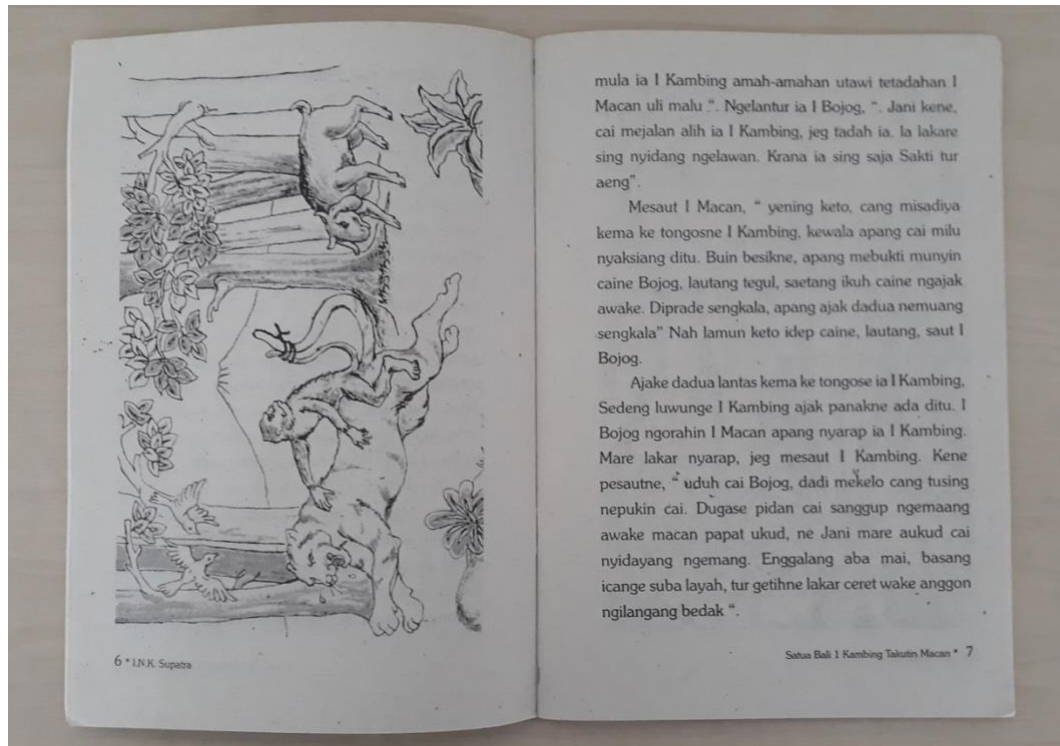 6 * I.N.K. Supatra
mula ia I Kambing amah-amahan utawi tetadahan I
Macan uli malu .”. Ngelantur ia I Bojog, “. Jani kene,
cai mejalan alih ia I Kambing, jeg tadah ia. Ia lakare
sing nyidang ngelawan. Krana ia sing saja Sakti tur
aeng”.
Mesaut I Macan, “ yening keto, cang misadiya
kema ke tongosne I Kambing, kewala apang cai milu
nyaksiang ditu. Buin besikne, apang mebukti munyin
caine Bojog, lautang tegul, saetang ikuh caine ngajak
awake. Diprade sengkala, apang ajak dadua nemuang
sengkala” Nah lamun keto idep caine, lautang, saut I
Bojog.
Ajake dadua lantas kema ke tongose ia I Kambing,
Sedeng luwunge I Kambing ajak panakne ada ditu. I
Bojog ngorahin I Macan apang nyarap ia I Kambing.
Mare lakar nyarap, jeg mesaut I Kambing. Kene
pesautne, “ uduh cai Bojog, dadi mekelo cang tusing
nepukin cai. Dugase pidan cai sanggup ngemaang
awake macan papat ukud, ne Jani mare aukud cai
nyidayang ngemang. Enggalang aba mai, basang
icange suba layah, tur getihne lakar ceret wake anggon
ngilangang bedak “.
Satua Bali 1 Kambing Takutin Macan * 7